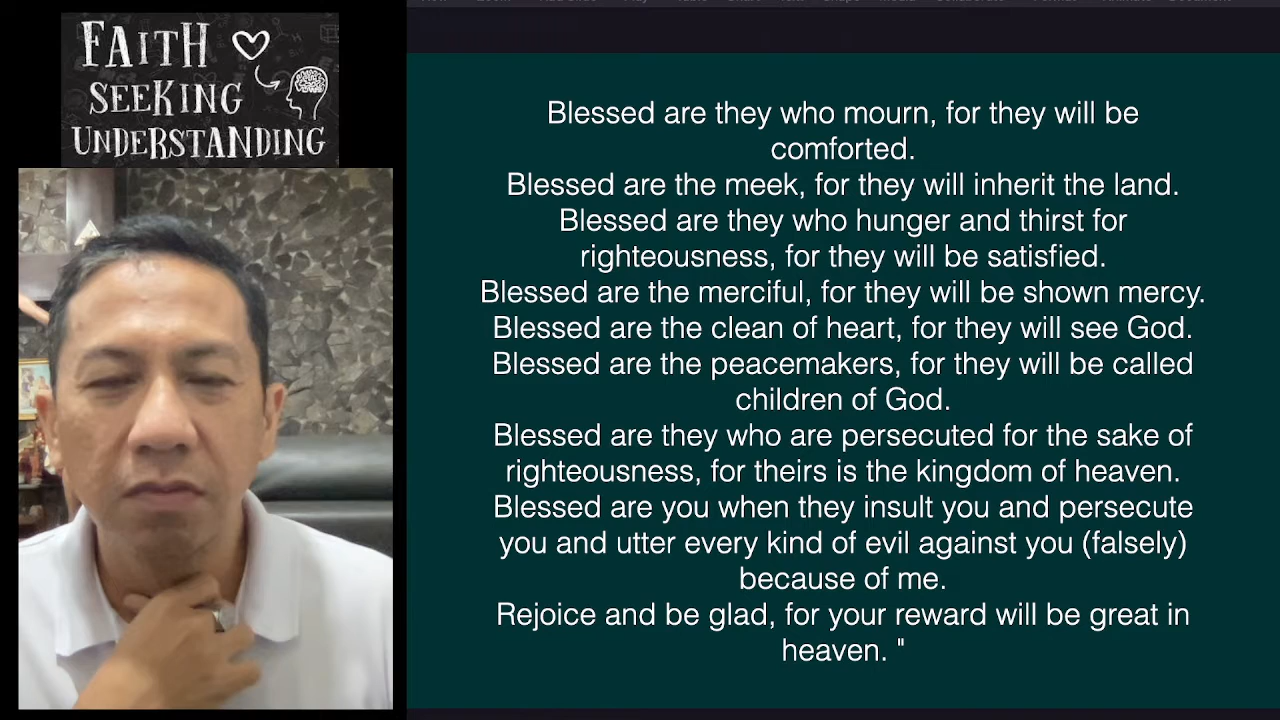 FAITH
SEEKING
UNDERSTANDING
Blessed are they who mourn, for they will be
comforted.
Blessed are the meek, for they will inherit the land.
Blessed are they who hunger and thirst for
righteousness, for they will be satisfied.
Blessed are the merciful, for they will be shown mercy.
Blessed are the clean of heart, for they will see God.
Blessed are the peacemakers, for they will be called
children of God.
Blessed are they who are persecuted for the sake of
righteousness, for theirs is the kingdom of heaven.
Blessed are you when they insult you and persecute
you and utter every kind of evil against you (falsely)
because of me.
Rejoice and be glad, for your reward will be great in
heaven. "